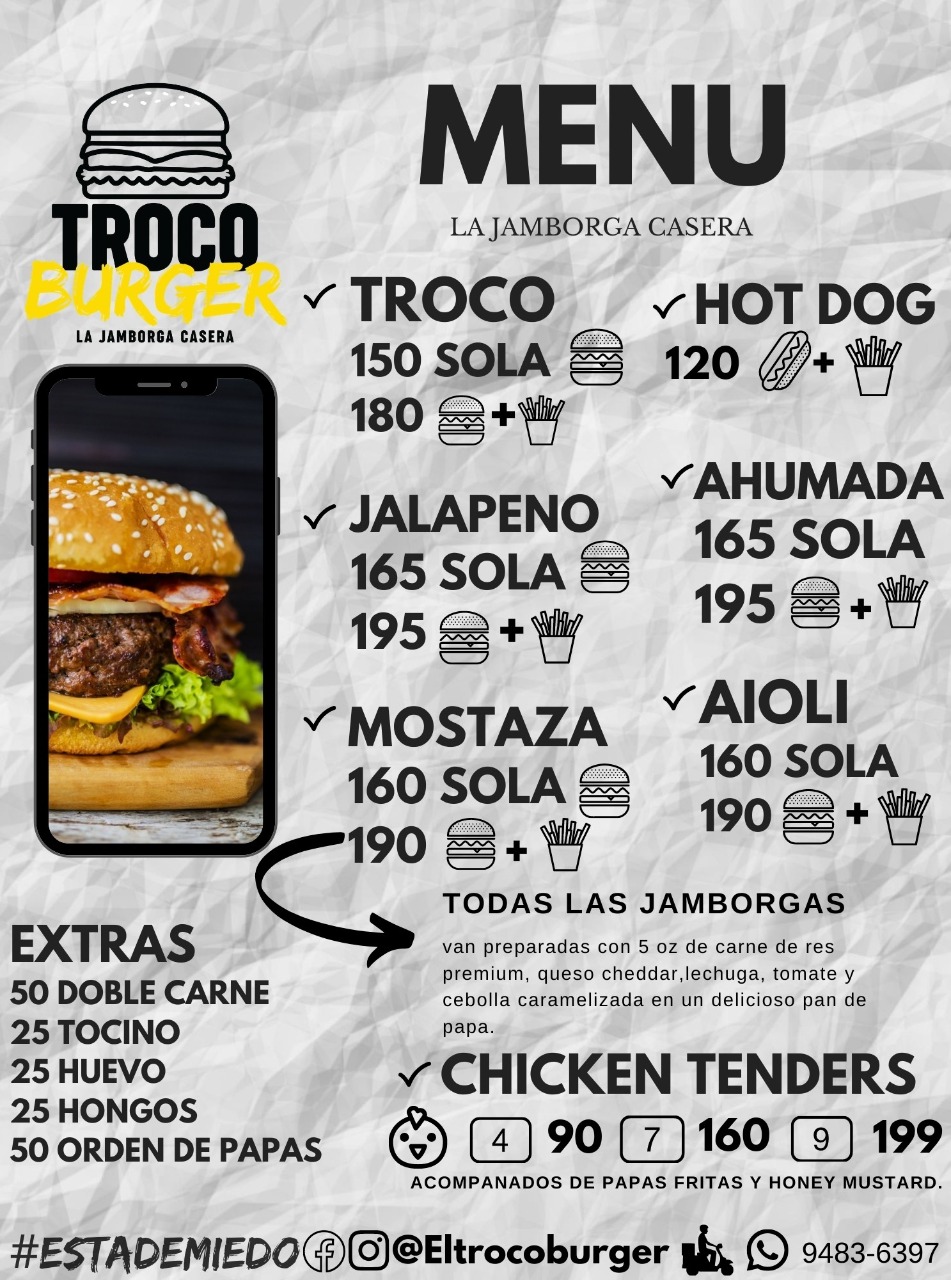 TROCO
BURGER
LA JAMBORGA CASERA
MENU
LA JAMBORGA CASERA
TROCO
150 SOLA
180 +
HOT DOG
120 +
JALAPENO
165 SOLA
195 +
AHUMADA
165 SOLA
195 +
MOSTAZA
160 SOLA
190 +
AIOLI
160 SOLA
190 +
TODAS LAS JAMBORGAS
van preparadas con 5 oz de carne de res
premium, queso cheddar,lechuga, tomate y
cebolla caramelizada en un delicioso pan de
papa.
EXTRAS
50 DOBLE CARNE
25 TOCINO
25 HUEVO
25 HONGOS
50 ORDEN DE PAPAS
CHICKEN TENDERS
4 90 7 160 9 199
ACOMPANADOS DE PAPAS FRITAS Y HONEY MUSTARD.
#ESTADEMIEDO @Eltrocoburger 9483-6397